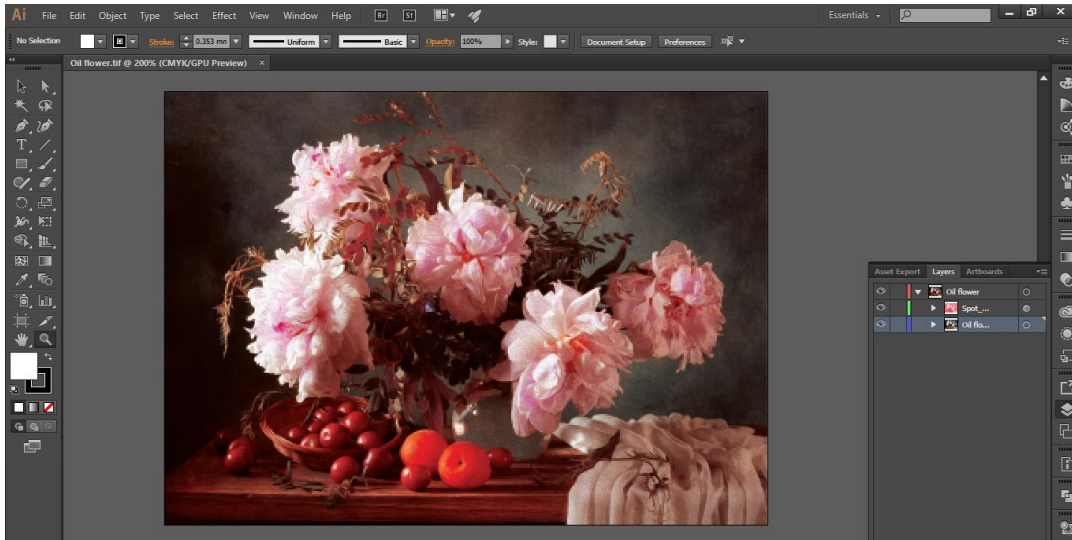 Ai File Edit Object Type Select Effect View Window Help Br St Essentials
No Selection Stroke: 0.353 mn Uniform Basic Opacity: 100% Style: Document Setup Preferences
Oil flower.tif @ 200% (CMYK/GPU Preview) ×
Asset Export Layers Artboards
Oil flower
Spot_...
Oil flo...